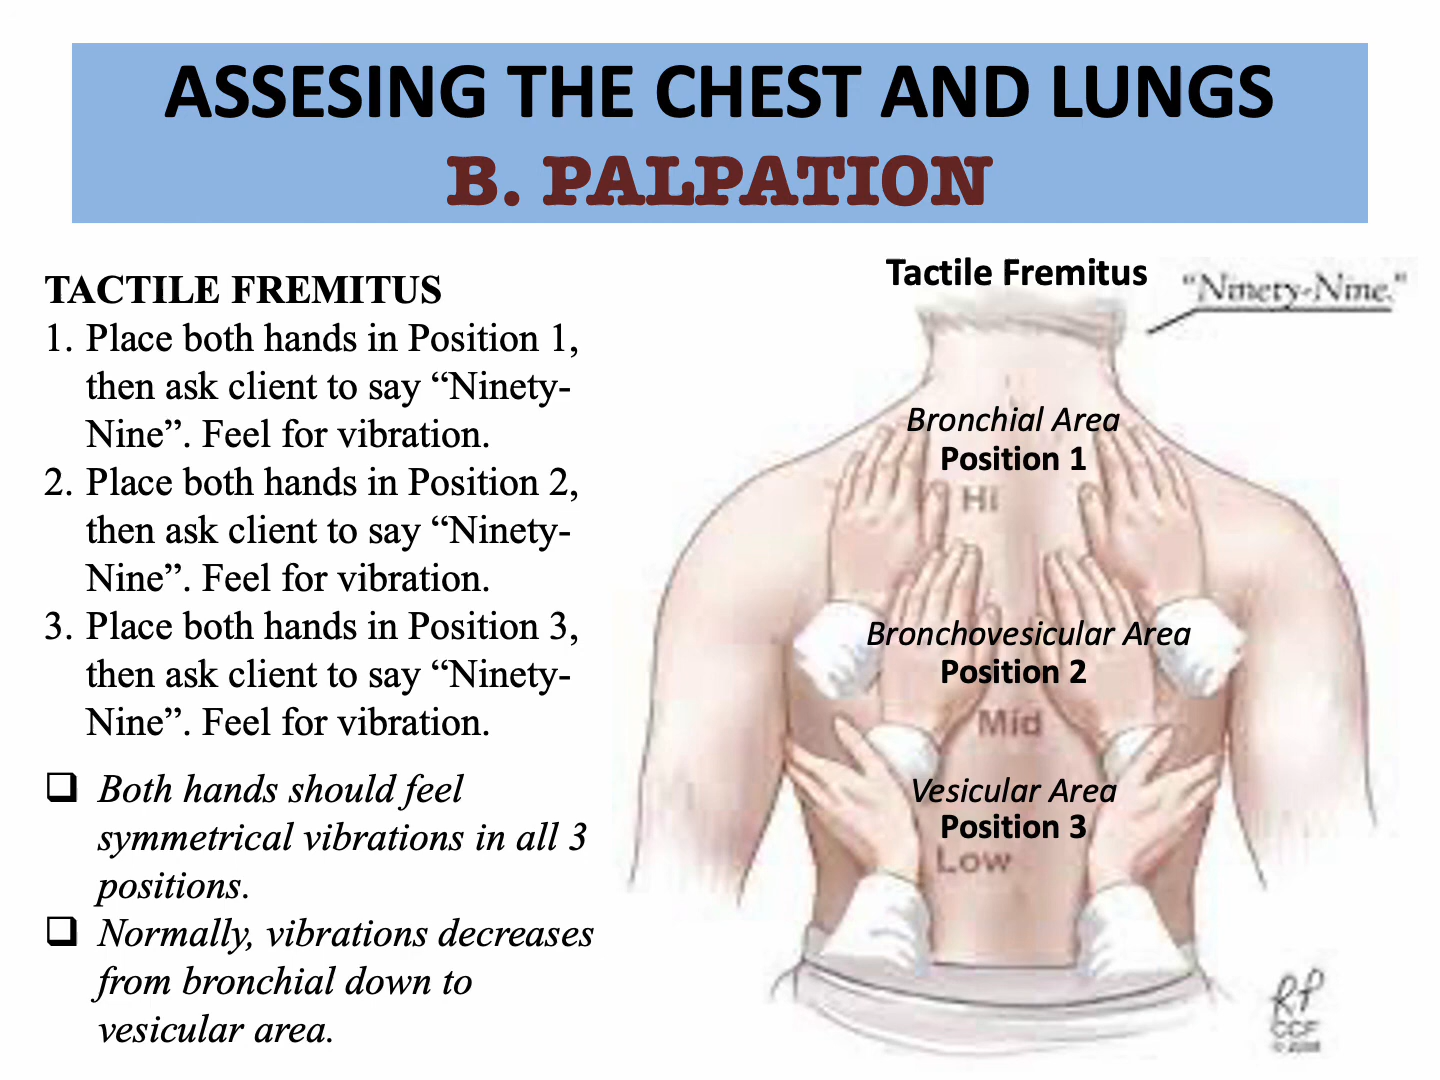 ASSESING THE CHEST AND LUNGS
B. PALPATION
TACTILE FREMITUS
1. Place both hands in Position 1,
then ask client to say “Ninety-
Nine”. Feel for vibration.
2. Place both hands in Position 2,
then ask client to say “Ninety-
Nine”. Feel for vibration.
3. Place both hands in Position 3,
then ask client to say “Ninety-
Nine”. Feel for vibration.
❑ Both hands should feel
symmetrical vibrations in all 3
positions.
❑ Normally, vibrations decreases
from bronchial down to
vesicular area.
Tactile Fremitus
“Ninety-Nine.”
Bronchial Area
Position 1
Hi
Bronchovesicular Area
Position 2
Mid
Vesicular Area
Position 3
Low
CCF